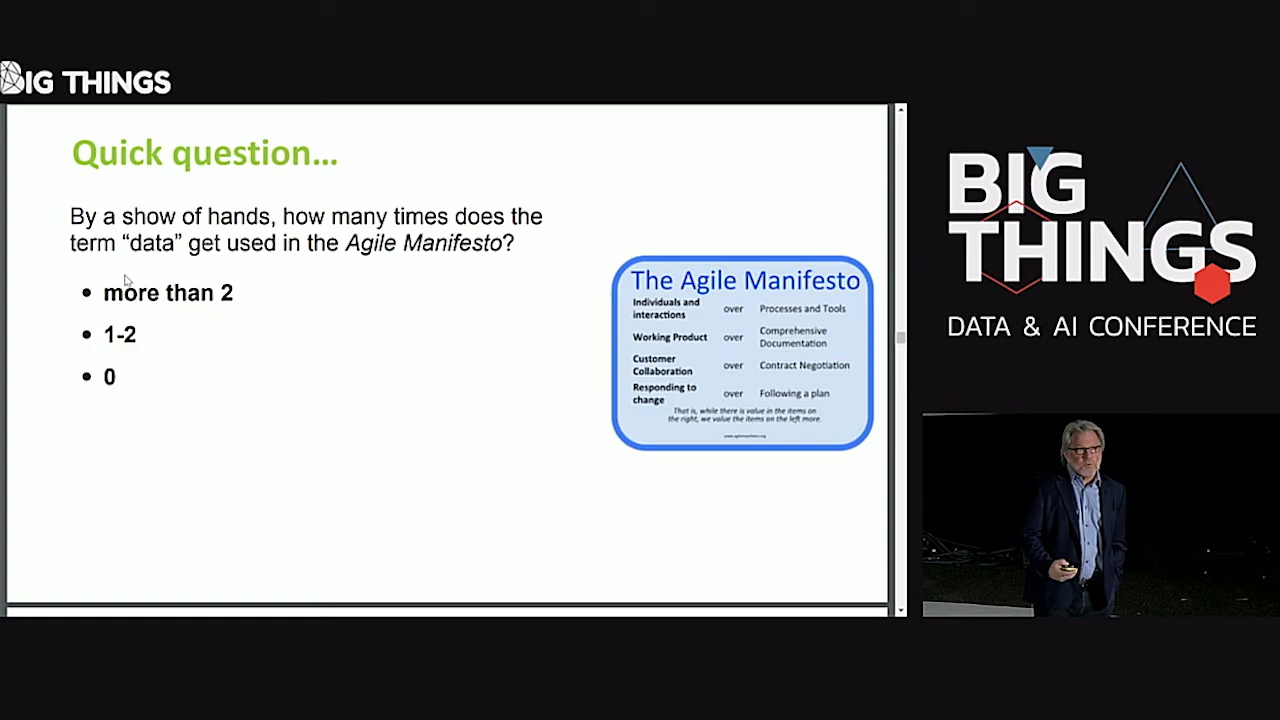 BIG THINGS
Quick question...
By a show of hands, how many times does the
term “data” get used in the Agile Manifesto?
• more than 2
• 1-2
• 0
The Agile Manifesto
Individuals and interactions over Processes and Tools
Working Product over Comprehensive Documentation
Customer Collaboration over Contract Negotiation
Responding to change over Following a plan
That is, while there is value in the items on
the right, we value the items on the left more.
www.agilemanifesto.org
BIG
THINGS
DATA & AI CONFERENCE